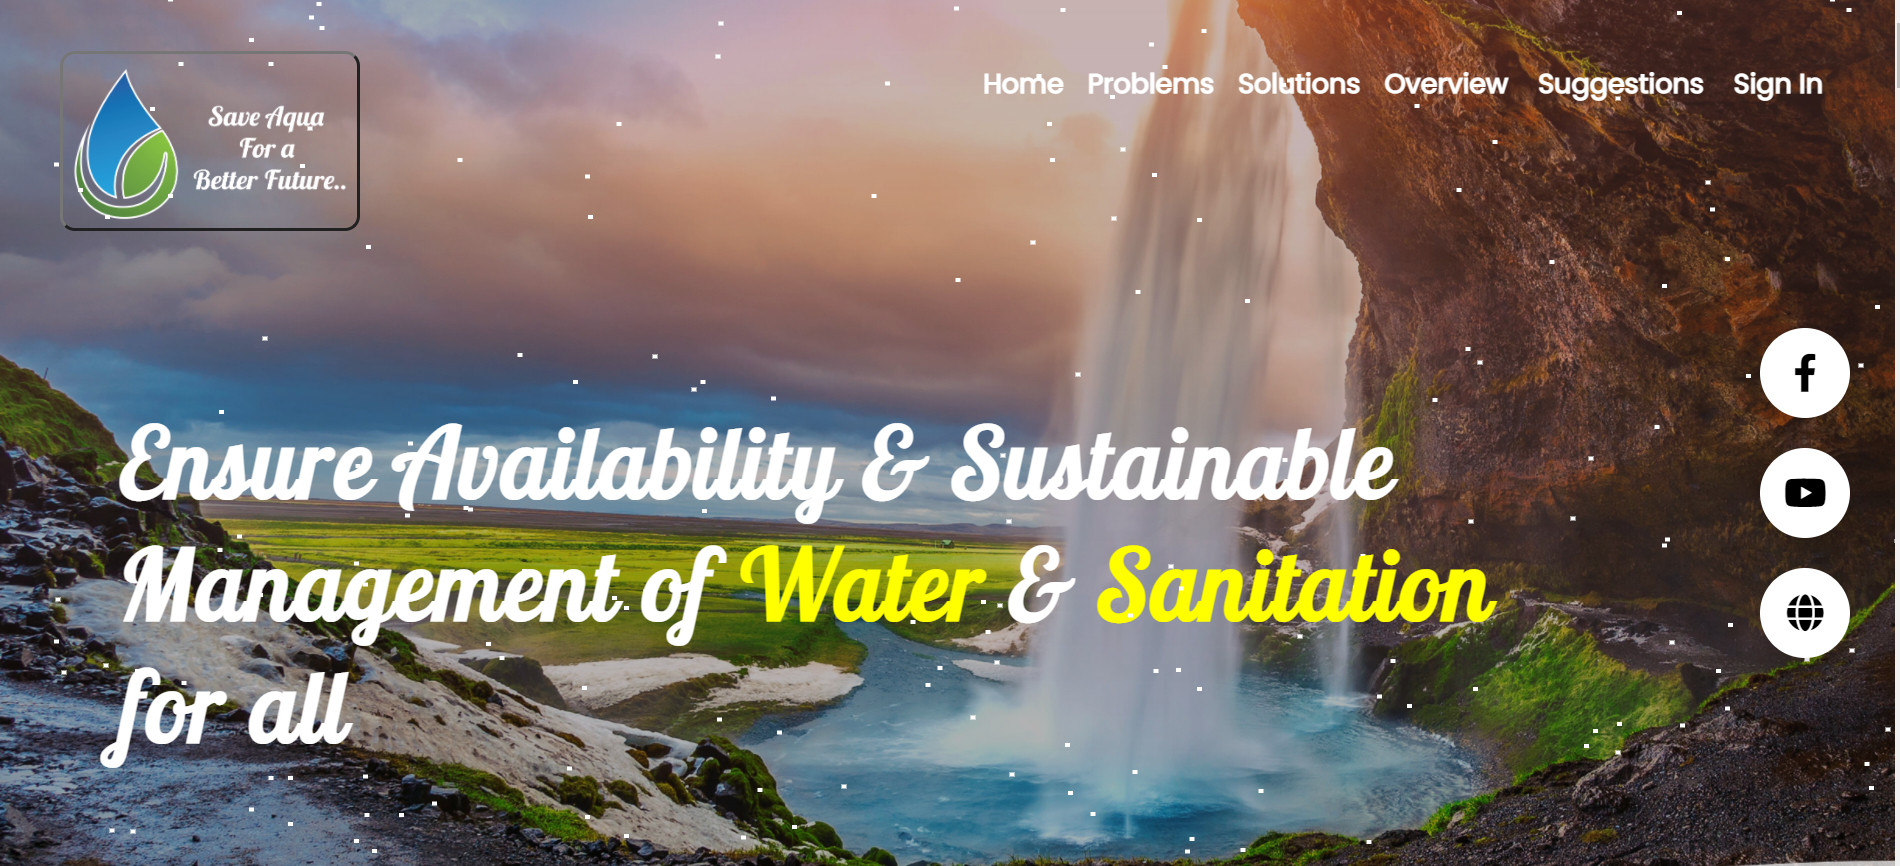 Save Aqua
For a
Better Future..
Home Problems Solutions Overview Suggestions Sign In
Ensure Availability & Sustainable
Management of Water & Sanitation
for all